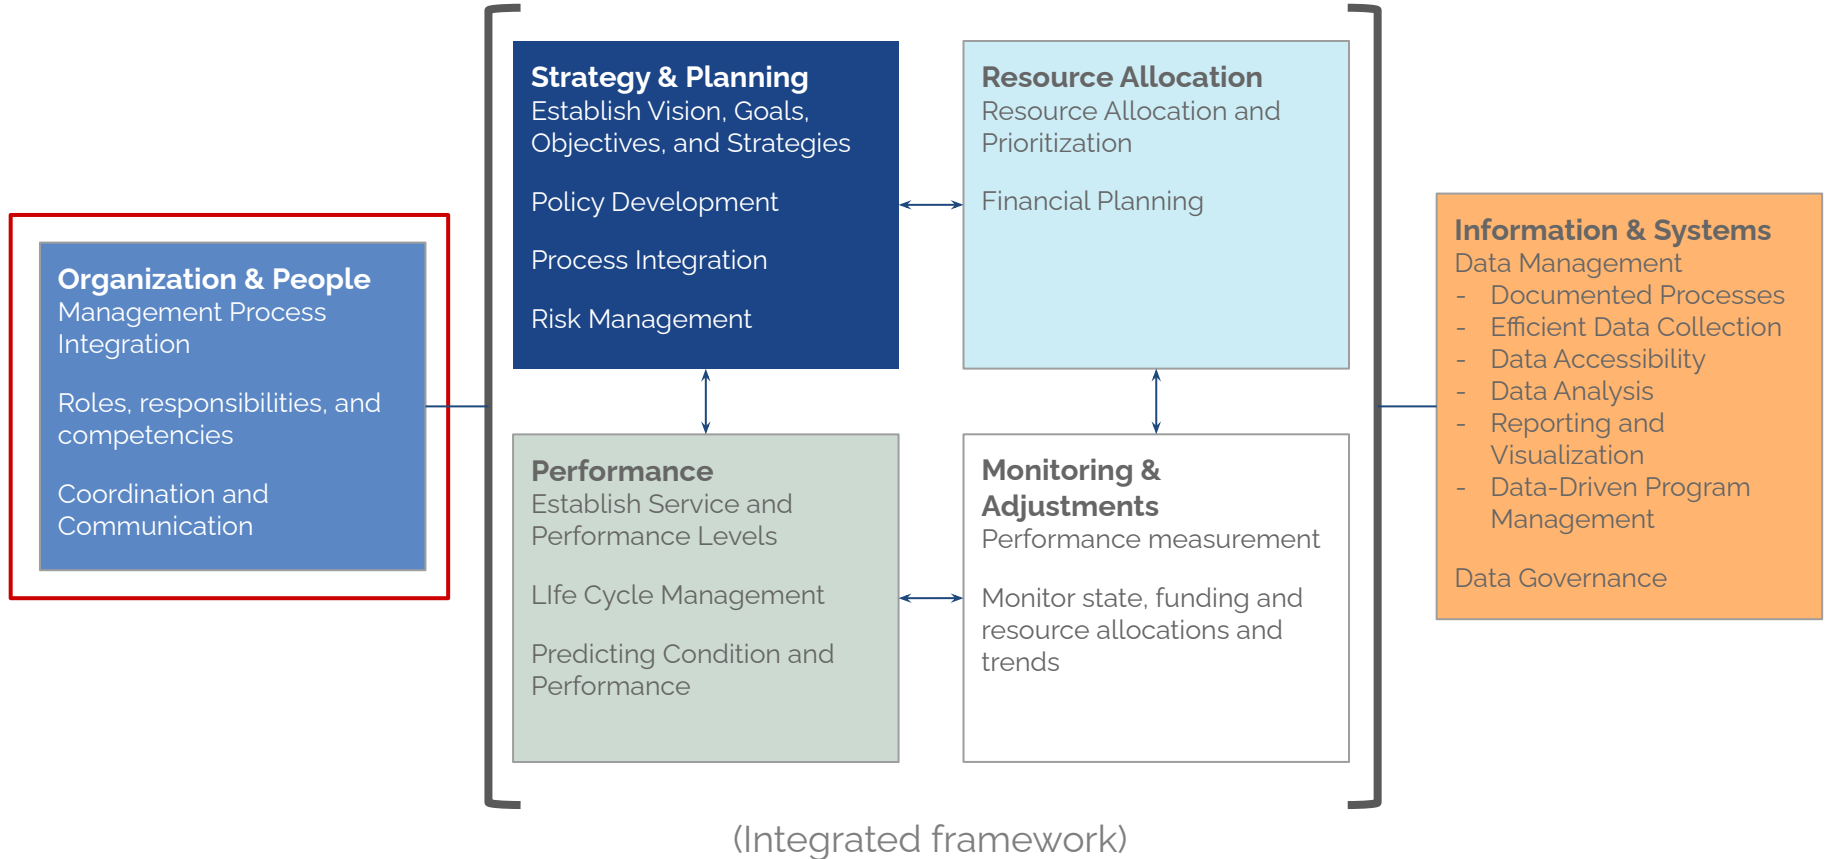 Organization & People
Management Process
Integration
Roles, responsibilities, and
competencies
Coordination and
Communication
Strategy & Planning
Establish Vision, Goals,
Objectives, and Strategies
Policy Development
Process Integration
Risk Management
Resource Allocation
Resource Allocation and
Prioritization
Financial Planning
Performance
Establish Service and
Performance Levels
LIfe Cycle Management
Predicting Condition and
Performance
Monitoring &
Adjustments
Performance measurement
Monitor state, funding and
resource allocations and
trends
Information & Systems
Data Management
- Documented Processes
- Efficient Data Collection
- Data Accessibility
- Data Analysis
- Reporting and
Visualization
- Data-Driven Program
Management
Data Governance
(Integrated framework)